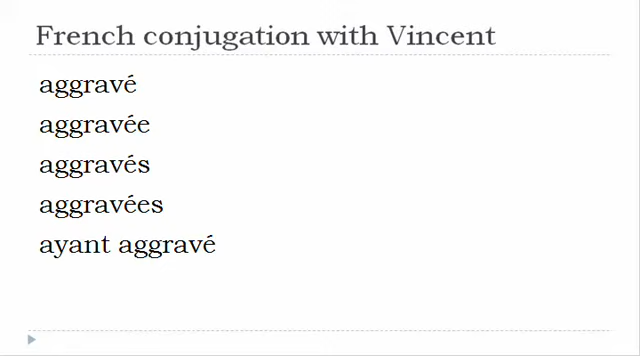 French conjugation with Vincent
aggravé
aggravée
aggravés
aggravées
ayant aggravé